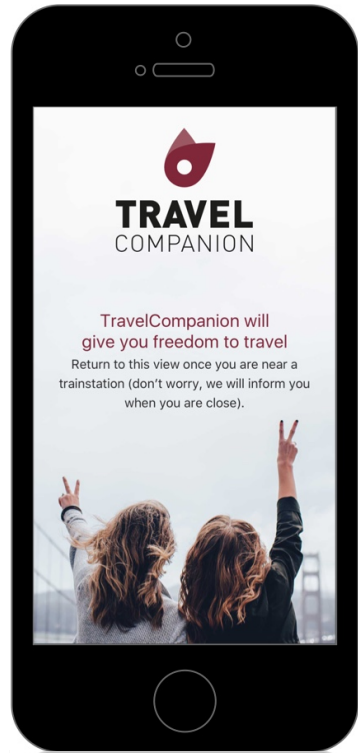 TRAVEL
COMPANION
TravelCompanion will
give you freedom to travel
Return to this view once you are near a
trainstation (don't worry, we will inform you
when you are close).